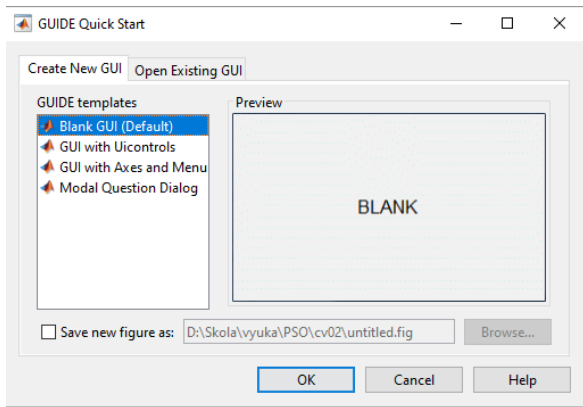 GUIDE Quick Start
Create New GUI Open Existing GUI
GUIDE templates
Blank GUI (Default)
GUI with Uicontrols
GUI with Axes and Menu
Modal Question Dialog
Preview
BLANK
Save new figure as: D:\Skola\vyuka\PSO\cv02\untitled.fig Browse...
OK Cancel Help